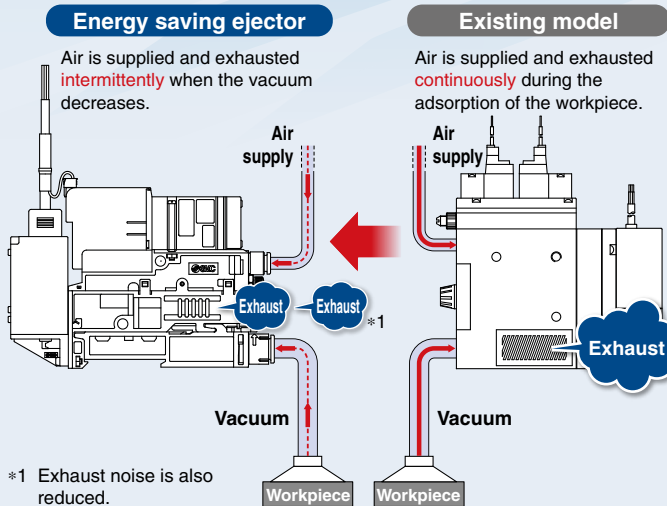 Energy saving ejector
Air is supplied and exhausted
intermittently when the vacuum
decreases.
Air
supply
SMC
Exhaust
Exhaust
*1
Vacuum
Workpiece
*1 Exhaust noise is also
reduced.
Existing model
Air is supplied and exhausted
continuously during the
adsorption of the workpiece.
Air
supply
Exhaust
Vacuum
Workpiece